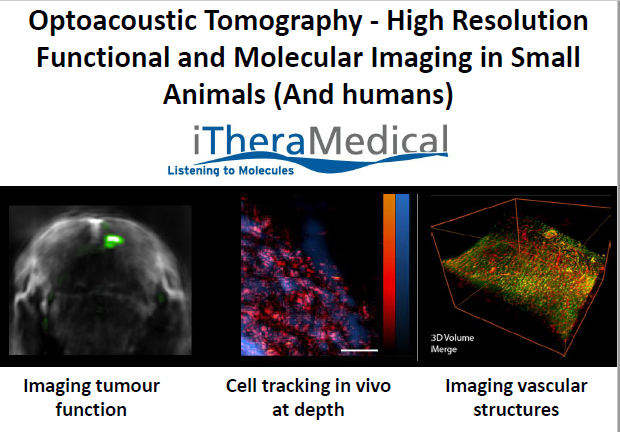 Optoacoustic Tomography - High Resolution
Functional and Molecular Imaging in Small
Animals (And humans)
iTheraMedical
Listening to Molecules
3D Volume
iMerge
Imaging tumour
function
Cell tracking in vivo
at depth
Imaging vascular
structures